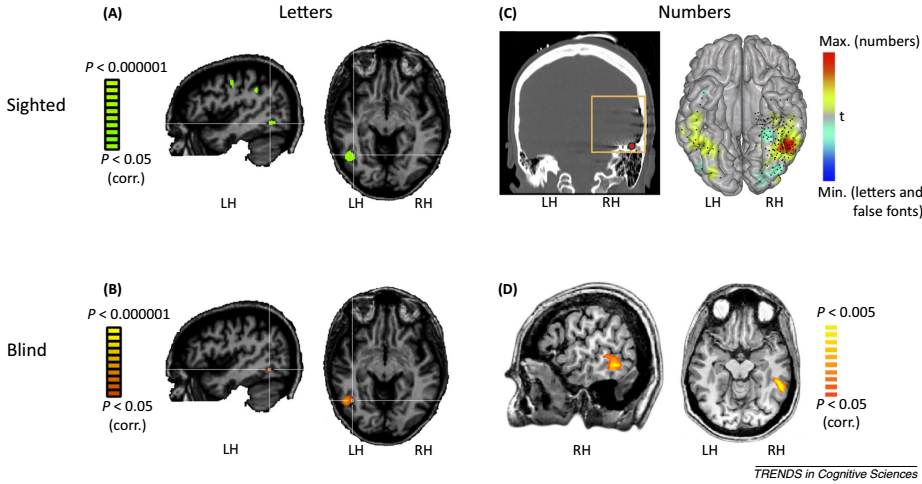 Letters
Numbers
(A)
P < 0.000001
P < 0.05
(corr.)
Sighted
LH
LH
RH
(C)
LH
RH
LH
RH
Max. (numbers)
t
Min. (letters and
false fonts)
(B)
P < 0.000001
P < 0.05
(corr.)
Blind
LH
LH
RH
(D)
RH
LH
RH
P < 0.005
P < 0.05
(corr.)
TRENDS in Cognitive Sciences